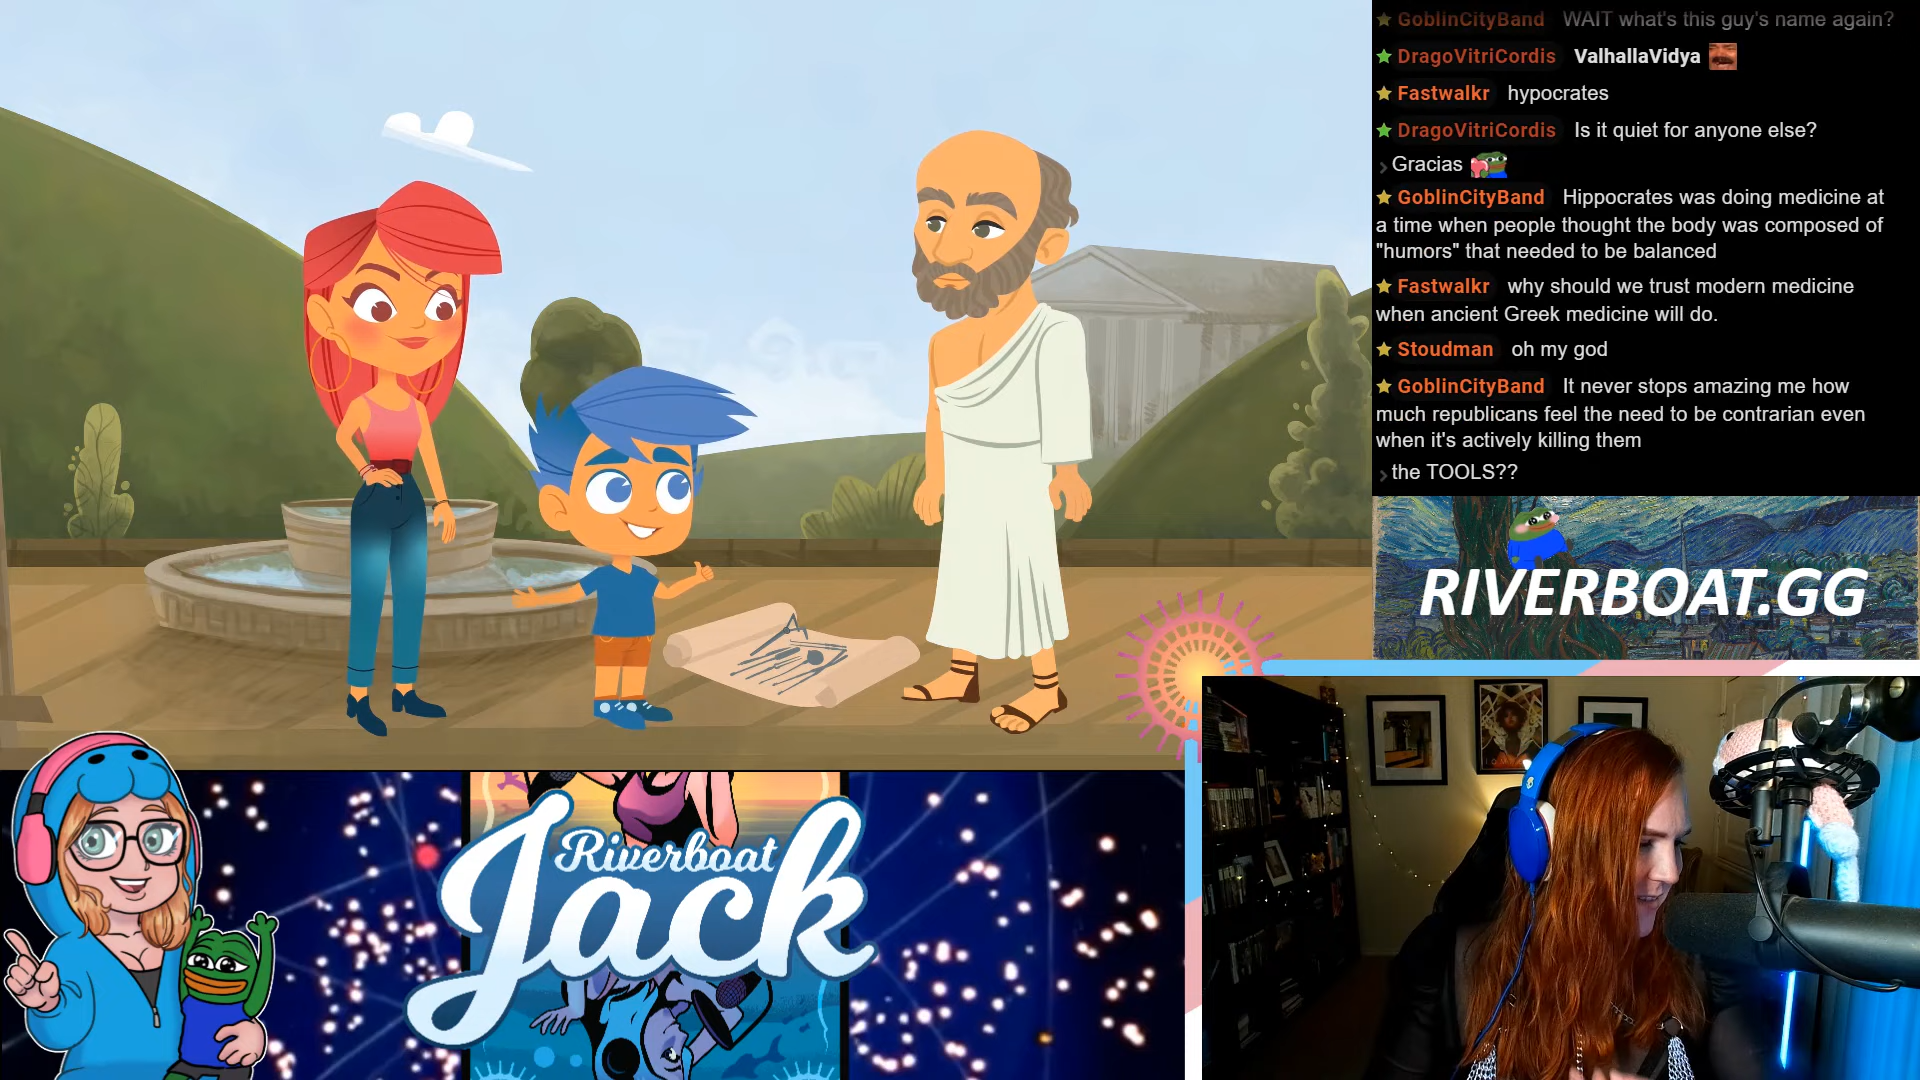 GoblinCityBand WAIT what's this guy's name again?
DragoVitriCordis ValhallaVidya
Fastwalkr hypocrates
DragoVitriCordis Is it quiet for anyone else?
Gracias
GoblinCityBand Hippocrates was doing medicine at
a time when people thought the body was composed of
"humors" that needed to be balanced
Fastwalkr why should we trust modern medicine
when ancient Greek medicine will do.
Stoudman oh my god
GoblinCityBand It never stops amazing me how
much republicans feel the need to be contrarian even
when it's actively killing them
the TOOLS??
RIVERBOAT.GG
Riverboat
Jack